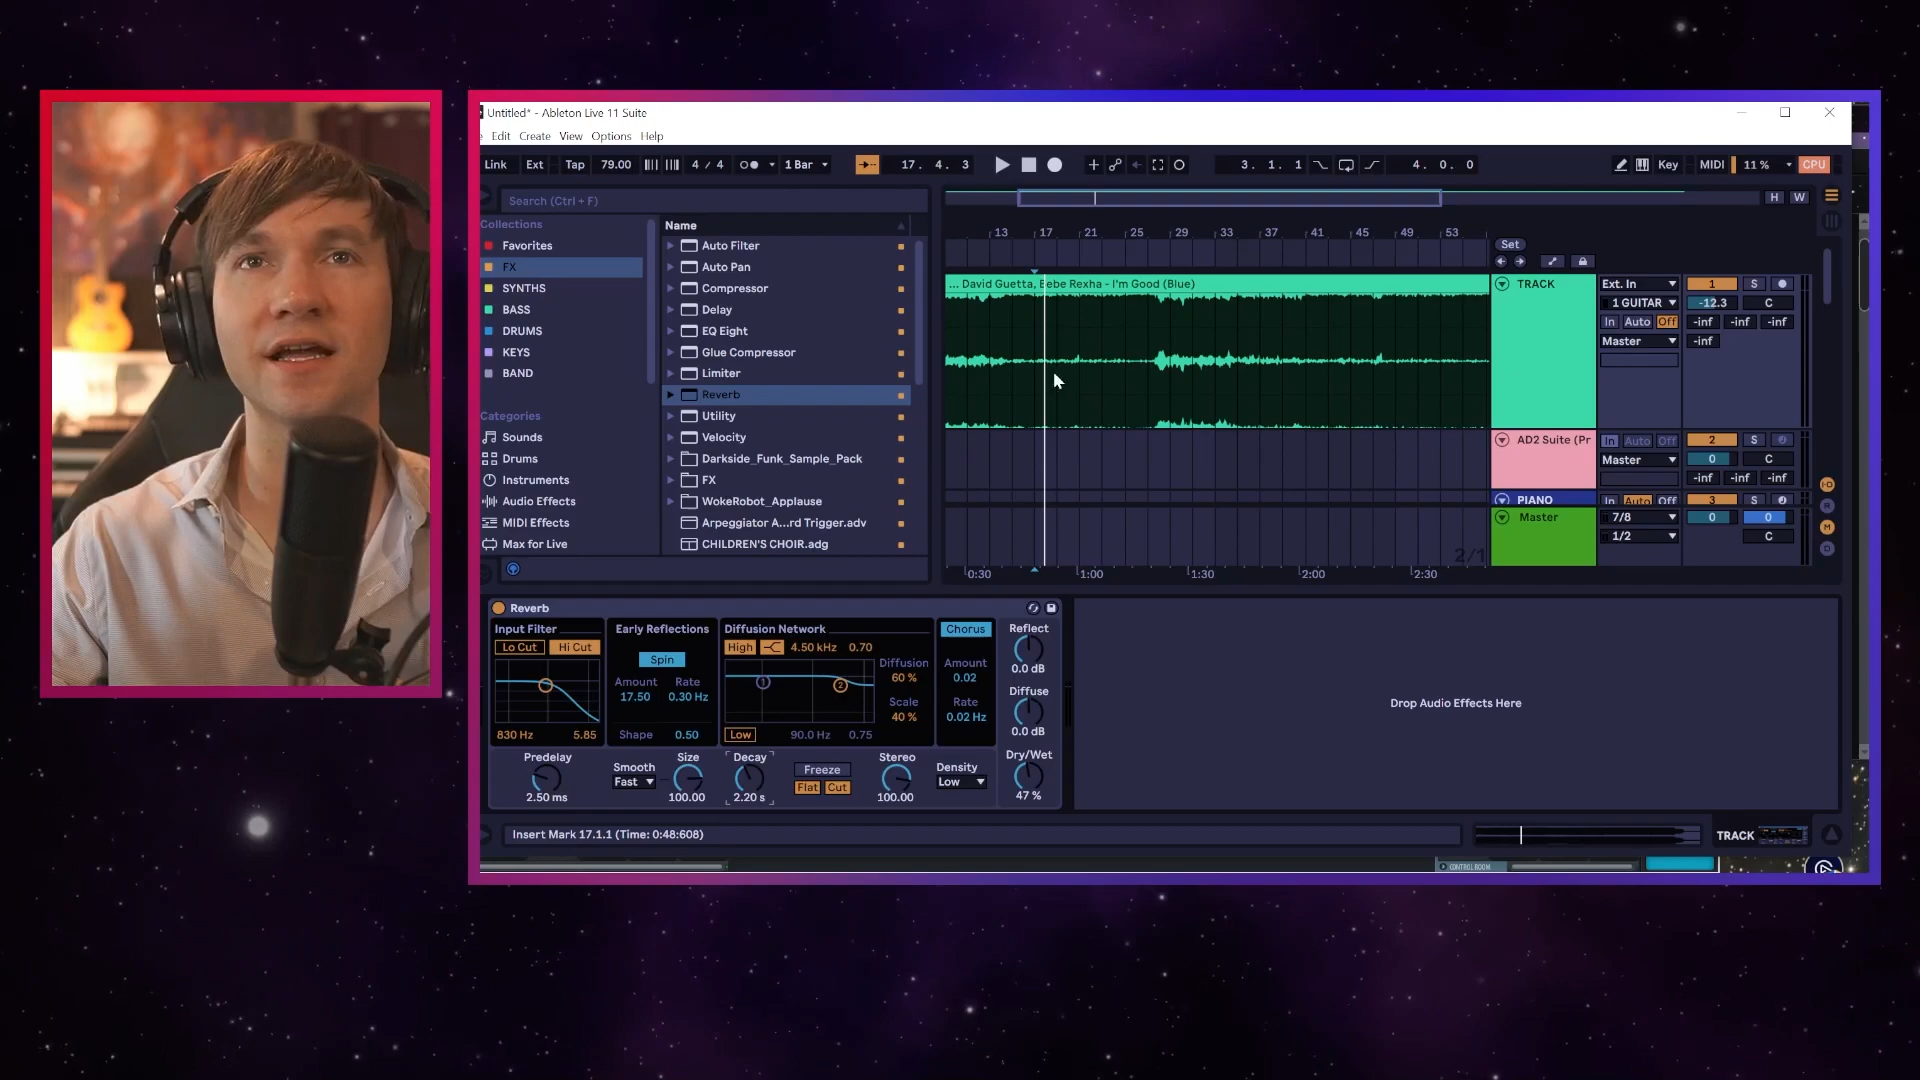 Untitled* - Ableton Live 11 Suite
Edit Create View Options Help
Link Ext Tap 79.00 4 / 4 1 Bar 17. 4. 3 3. 1. 1 4. 0. 0 Key MIDI 11 % CPU
Search (Ctrl + F)
H W
Collections
Favorites
FX
SYNTHS
BASS
DRUMS
KEYS
BAND
Categories
Sounds
Drums
Instruments
Audio Effects
MIDI Effects
Max for Live
Name
Auto Filter
Auto Pan
Compressor
Delay
EQ Eight
Glue Compressor
Limiter
Reverb
Utility
Velocity
Darkside_Funk_Sample_Pack
FX
WokeRobot_Applause
Arpeggiator A...rd Trigger.adv
CHILDREN'S CHOIR.adg
13 17 21 25 29 33 37 41 45 49 53
Set
... David Guetta, Bebe Rexha - I'm Good (Blue)
TRACK Ext. In 1 S
1 GUITAR -12.3 C
In Auto Off -inf -inf -inf
Master -inf
AD2 Suite (Pr In Auto Off 2 S
Master 0 C
-inf -inf -inf
PIANO In Auto Off 3 S
Master 7/8 0 0
1/2 C
2/1
0:30 1:00 1:30 2:00 2:30
Reverb
Input Filter
Lo Cut Hi Cut
830 Hz 5.85
Early Reflections
Spin
Amount Rate
17.50 0.30 Hz
Shape 0.50
Diffusion Network
High 4.50 kHz 0.70
1 2
Diffusion
60 %
Scale
40 %
Low 90.0 Hz 0.75
Chorus
Amount
0.02
Rate
0.02 Hz
Reflect
0.0 dB
Diffuse
0.0 dB
Dry/Wet
47 %
Predelay
2.50 ms
Smooth
Fast
Size
100.00
Decay
2.20 s
Freeze
Flat Cut
Stereo
100.00
Density
Low
Drop Audio Effects Here
Insert Mark 17.1.1 (Time: 0:48:608)
TRACK
CONTROL ROOM